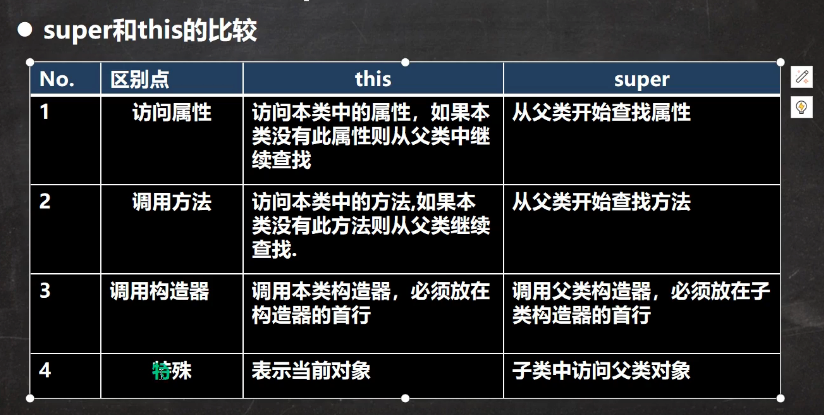 ● super和this的比较
No. 区别点 this super
1 访问属性 访问本类中的属性，如果本 从父类开始查找属性
类没有此属性则从父类中继
续查找
2 调用方法 访问本类中的方法,如果本 从父类开始查找方法
类没有此方法则从父类继续
查找.
3 调用构造器 调用本类构造器，必须放在 调用父类构造器，必须放在子
构造器的首行 类构造器的首行
4 特殊 表示当前对象 子类中访问父类对象